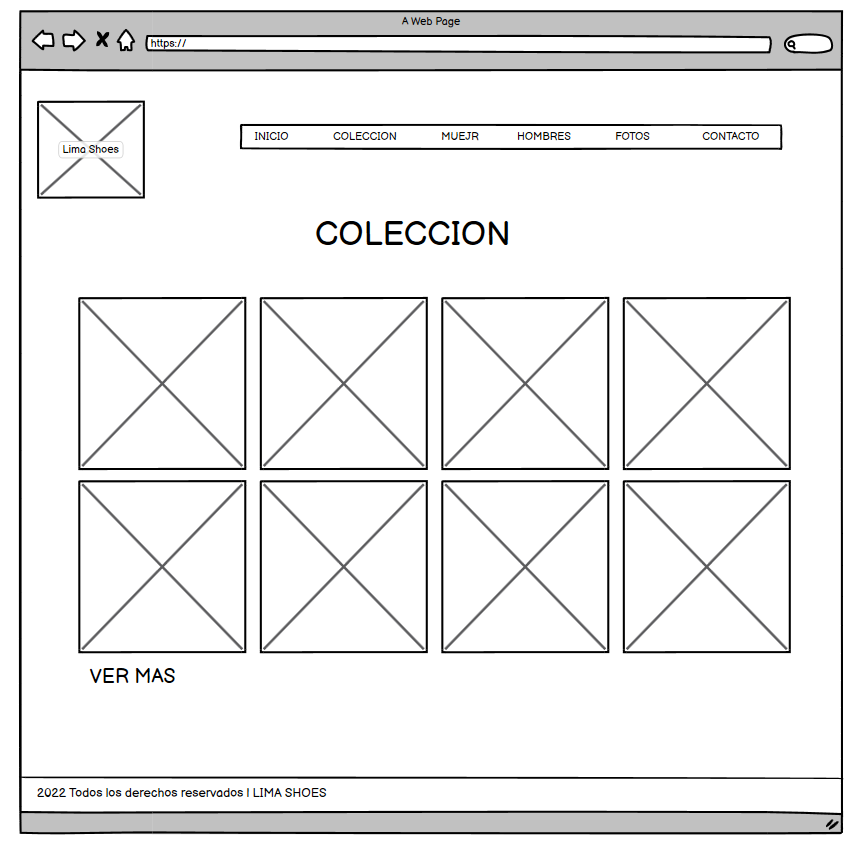 A Web Page
https://
Lima Shoes
INICIO COLECCION MUEJR HOMBRES FOTOS CONTACTO
COLECCION
VER MAS
2022 Todos los derechos reservados | LIMA SHOES